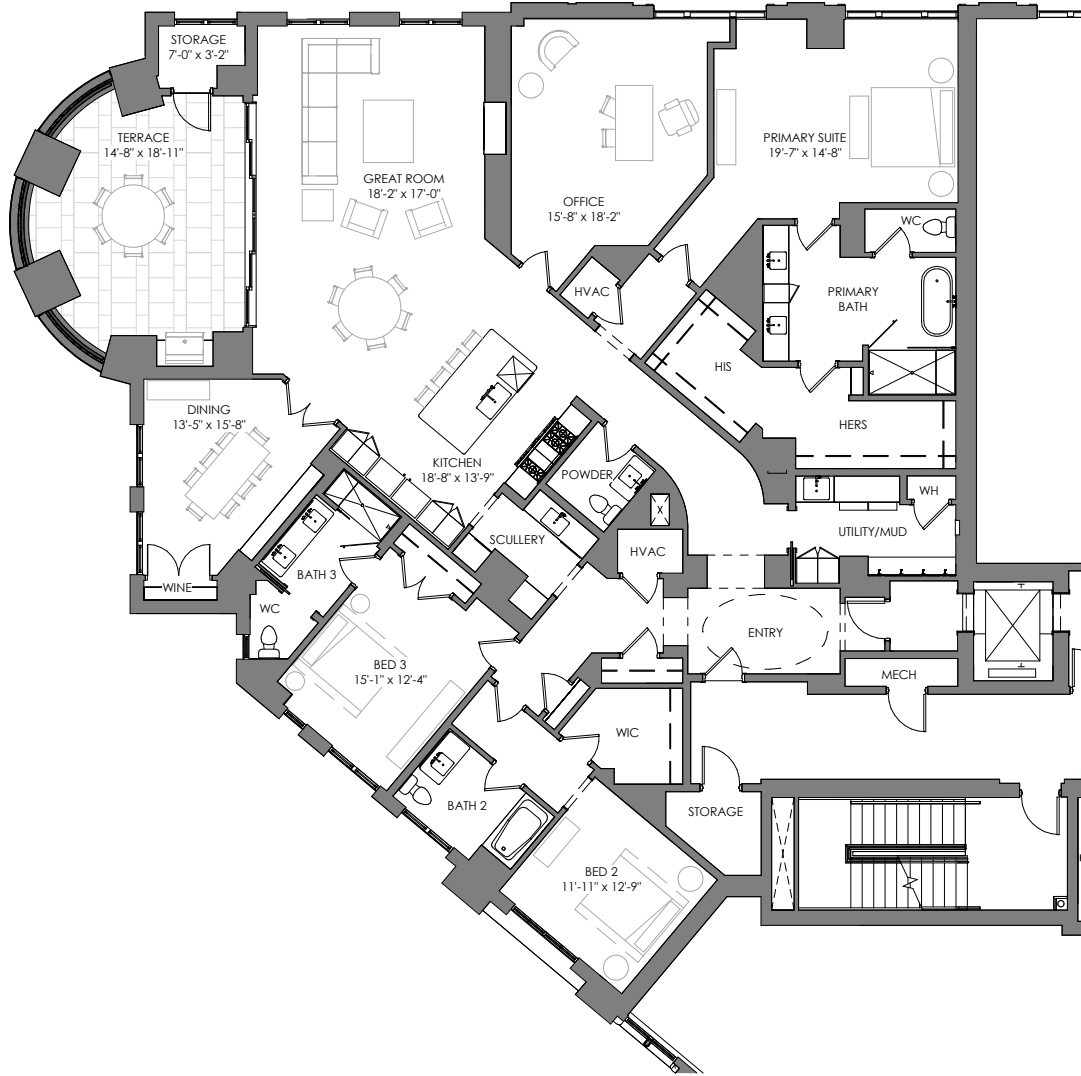 STORAGE
7'-0" x 3'-2"
TERRACE
14'-8" x 18'-11"
GREAT ROOM
18'-2" x 17'-0"
OFFICE
15'-8" x 18'-2"
PRIMARY SUITE
19'-7" x 14'-8"
WC
HVAC
PRIMARY
BATH
HIS
HERS
DINING
13'-5" x 15'-8"
KITCHEN
18'-8" x 13'-9"
POWDER
WH
X
UTILITY/MUD
SCULLERY
HVAC
BATH 3
WINE
WC
ENTRY
BED 3
15'-1" x 12'-4"
MECH
WIC
BATH 2
STORAGE
BED 2
11'-11" x 12'-9"